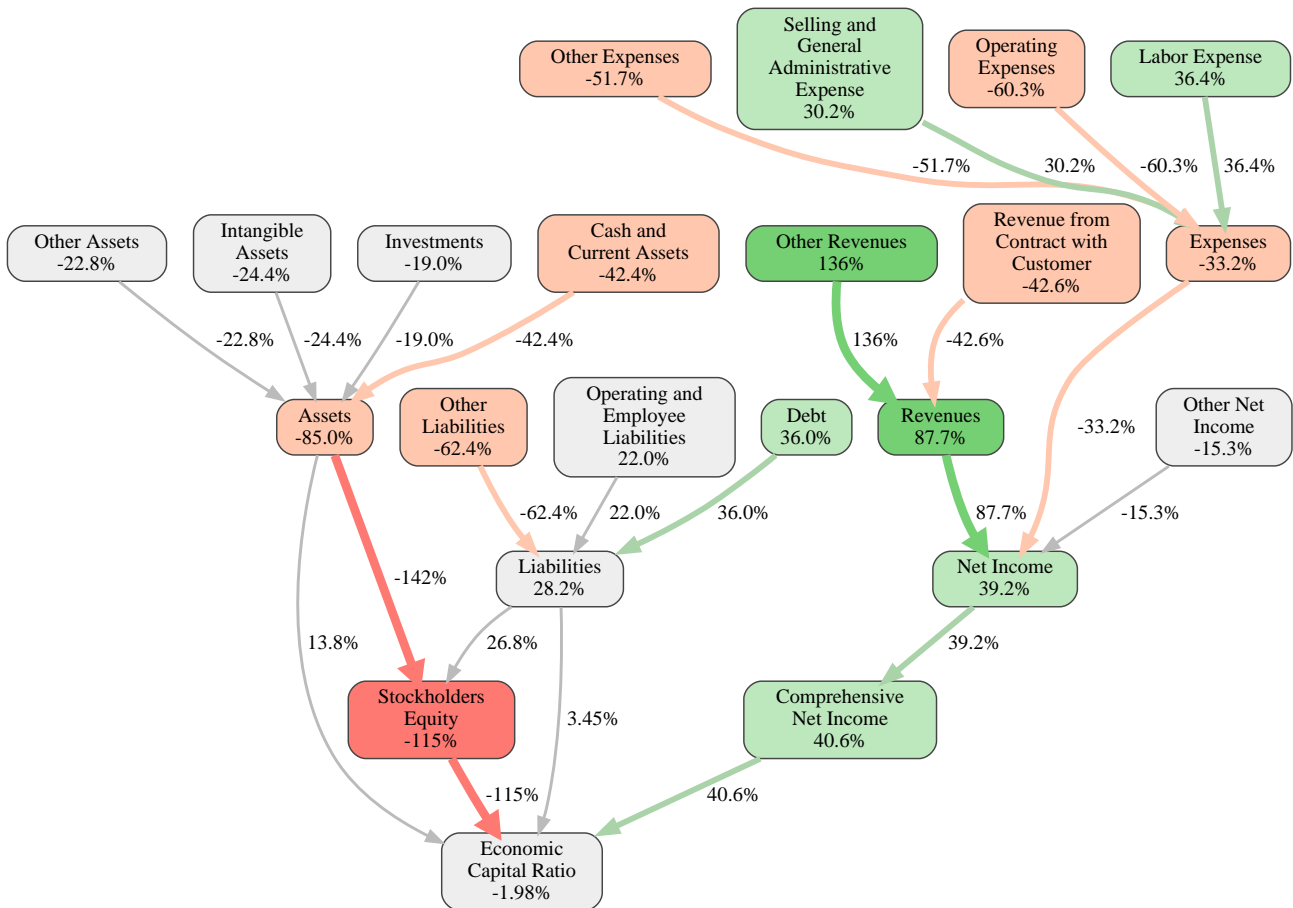 Other Expenses
-51.7%
Selling and
General
Administrative
Expense
30.2%
Operating
Expenses
-60.3%
Labor Expense
36.4%
-51.7%
30.2%
-60.3%
36.4%
Other Assets
-22.8%
Intangible
Assets
-24.4%
Investments
-19.0%
Cash and
Current Assets
-42.4%
Other Revenues
136%
Revenue from
Contract with
Customer
-42.6%
Expenses
-33.2%
-22.8%
-24.4%
-19.0%
-42.4%
136%
-42.6%
Assets
-85.0%
Other
Liabilities
-62.4%
Operating and
Employee
Liabilities
22.0%
Debt
36.0%
Revenues
87.7%
-33.2%
Other Net
Income
-15.3%
-62.4%
22.0%
36.0%
87.7%
-15.3%
-142%
Liabilities
28.2%
Net Income
39.2%
13.8%
26.8%
39.2%
Stockholders
Equity
-115%
3.45%
Comprehensive
Net Income
40.6%
-115%
40.6%
Economic
Capital Ratio
-1.98%